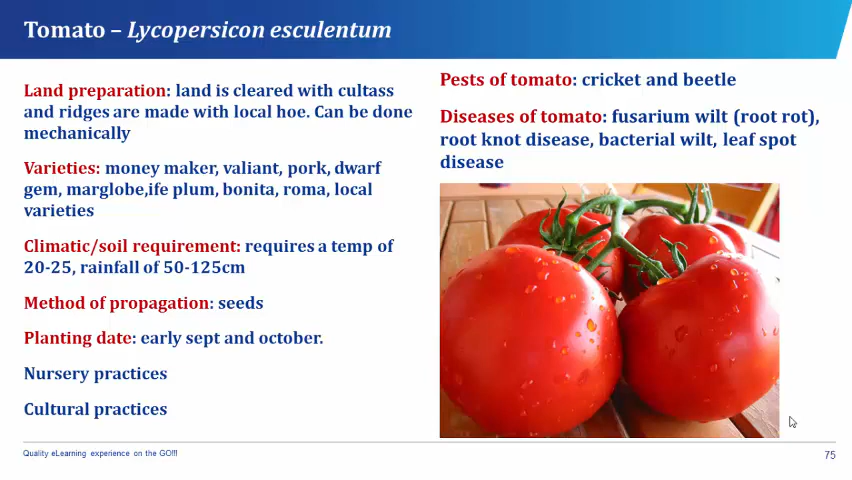 Tomato – Lycopersicon esculentum
Land preparation: land is cleared with cultass
and ridges are made with local hoe. Can be done
mechanically
Varieties: money maker, valiant, pork, dwarf
gem, marglobe,ife plum, bonita, roma, local
varieties
Climatic/soil requirement: requires a temp of
20-25, rainfall of 50-125cm
Method of propagation: seeds
Planting date: early sept and october.
Nursery practices
Cultural practices
Pests of tomato: cricket and beetle
Diseases of tomato: fusarium wilt (root rot),
root knot disease, bacterial wilt, leaf spot
disease
Quality eLearning experience on the GO!!!
75